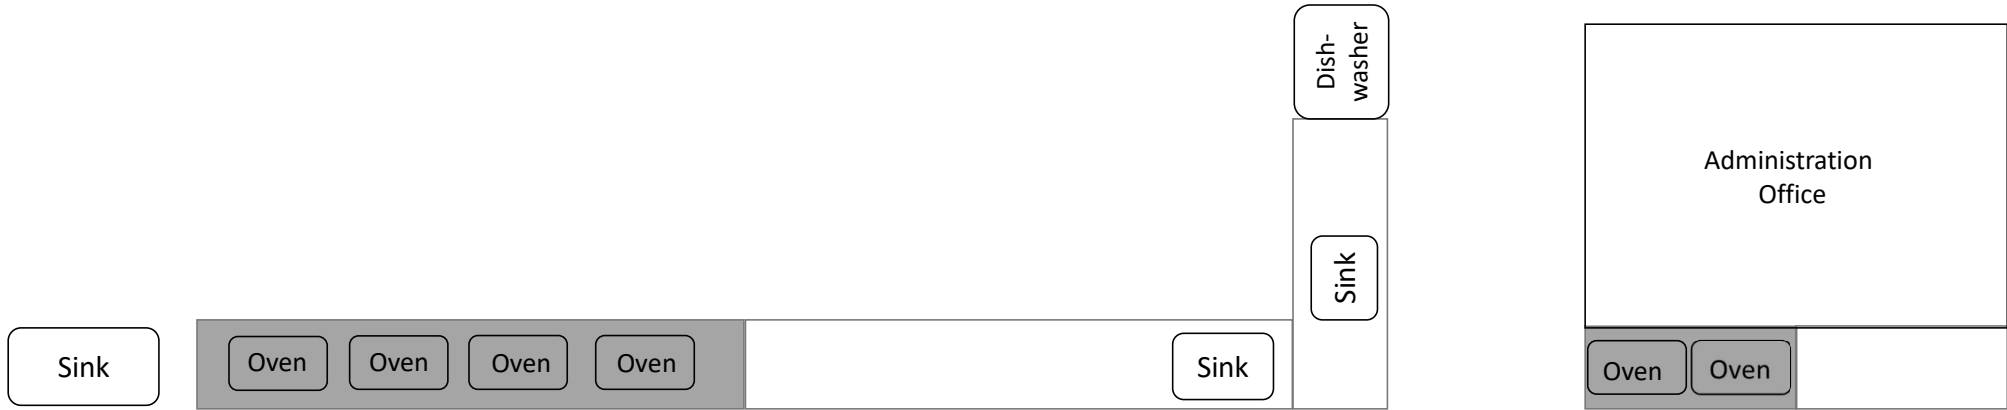 Dish-
washer
Administration
Office
Sink
Sink
Oven
Oven
Oven
Oven
Sink
Oven
Oven